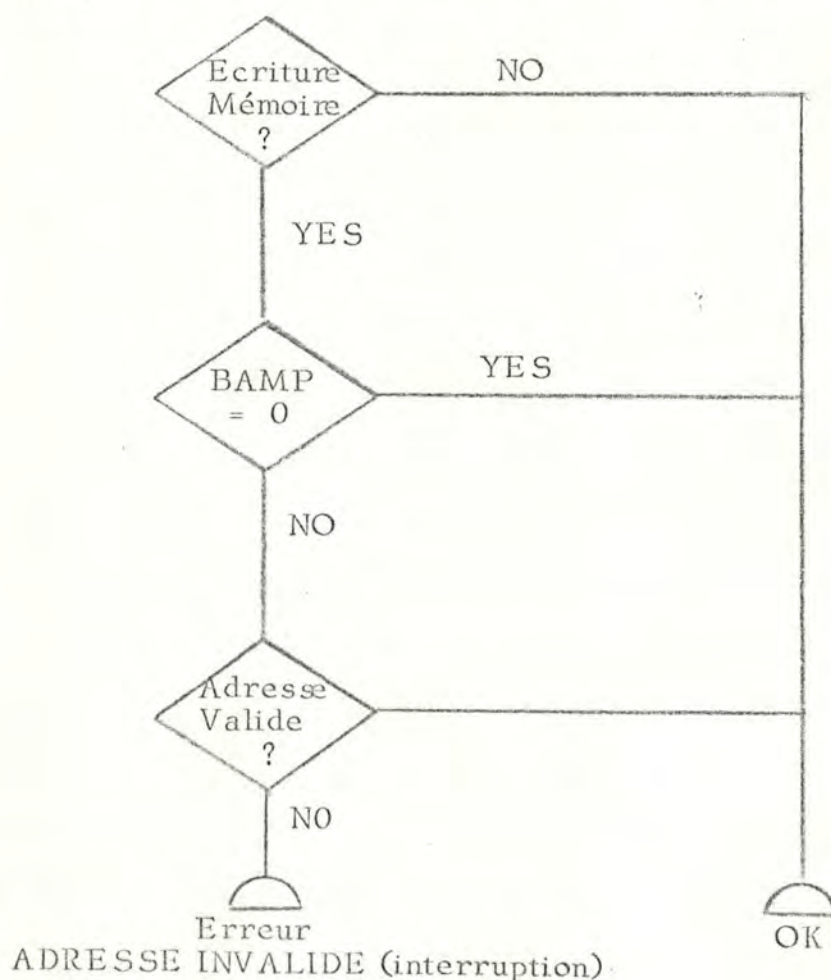 Ecriture
Mémoire
?
NO
YES
BAMP
= 0
YES
NO
Adresse
Valide
?
NO
Erreur
ADRESSE INVALIDE (interruption)
OK